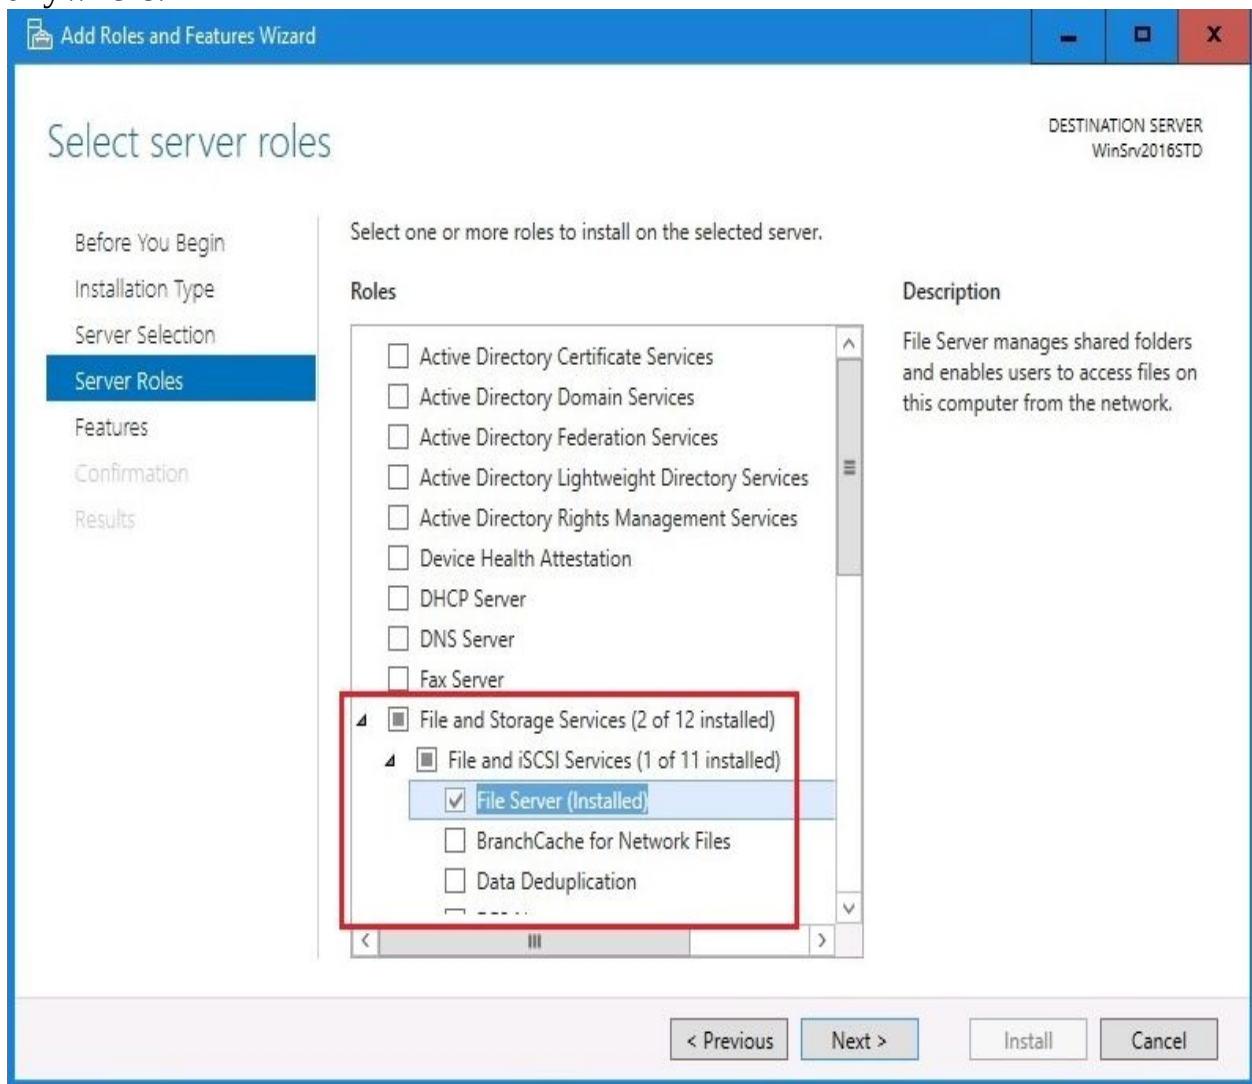 Add Roles and Features Wizard
Select server roles
DESTINATION SERVER
WinSrv2016STD
Before You Begin
Installation Type
Server Selection
Server Roles
Features
Confirmation
Results
Select one or more roles to install on the selected server.
Roles
Active Directory Certificate Services
Active Directory Domain Services
Active Directory Federation Services
Active Directory Lightweight Directory Services
Active Directory Rights Management Services
Device Health Attestation
DHCP Server
DNS Server
Fax Server
File and Storage Services (2 of 12 installed)
File and iSCSI Services (1 of 11 installed)
File Server (Installed)
BranchCache for Network Files
Data Deduplication
Description
File Server manages shared folders
and enables users to access files on
this computer from the network.
< Previous
Next >
Install
Cancel